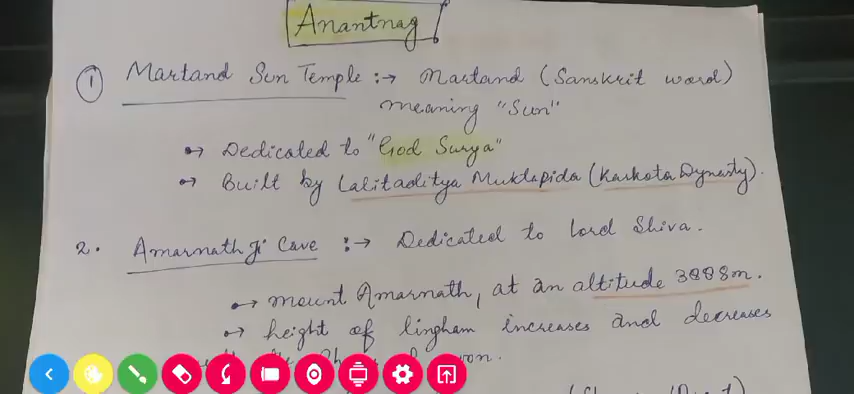 Anantnag
① Martand Sun Temple :→ Martand (Sanskrit word)
meaning "Sun"
→ Dedicated to "God Surya"
→ Built by Lalitaditya Muktapida (Karkota Dynasty).
2. Amarnath Ji Cave :→ Dedicated to Lord Shiva.
→ Mount Amarnath, at an altitude 3888m.
→ height of lingham increases and decreases